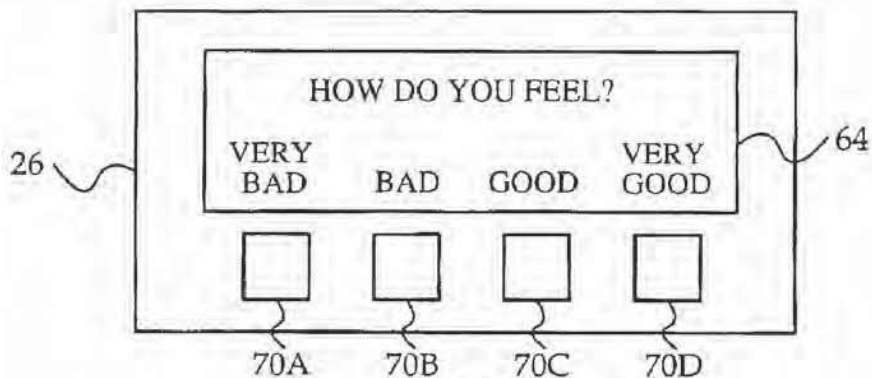 HOW DO YOU FEEL?
VERY BAD
BAD
GOOD
VERY GOOD
26
64
70A
70B
70C
70D